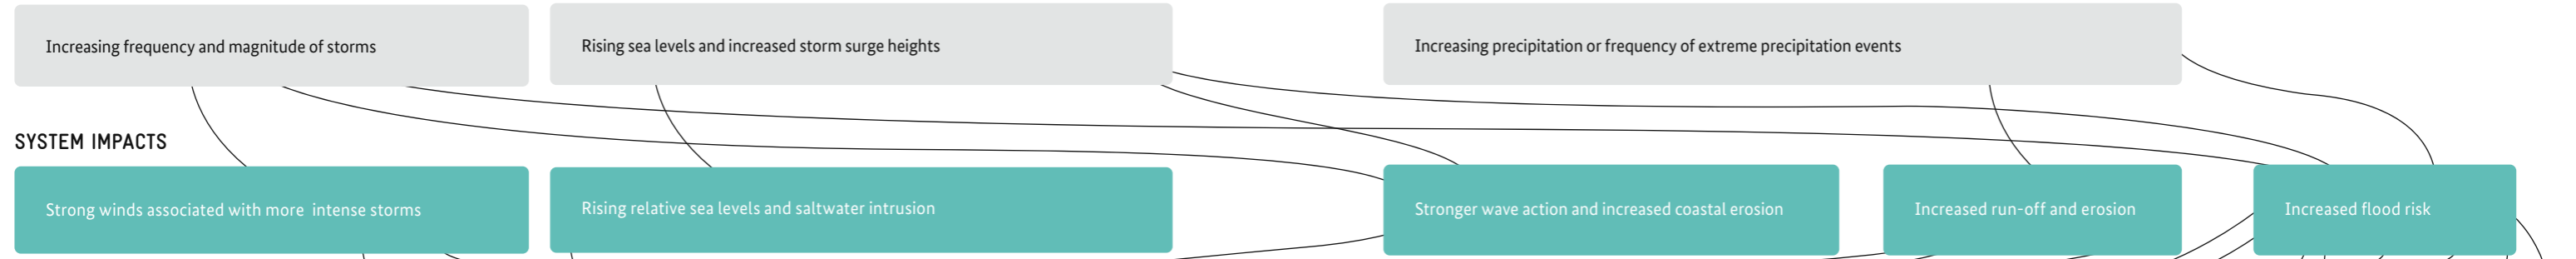 Increasing frequency and magnitude of storms
Rising sea levels and increased storm surge heights
Increasing precipitation or frequency of extreme precipitation events
SYSTEM IMPACTS
Strong winds associated with more  intense storms
Rising relative sea levels and saltwater intrusion
Stronger wave action and increased coastal erosion
Increased run-off and erosion
Increased flood risk